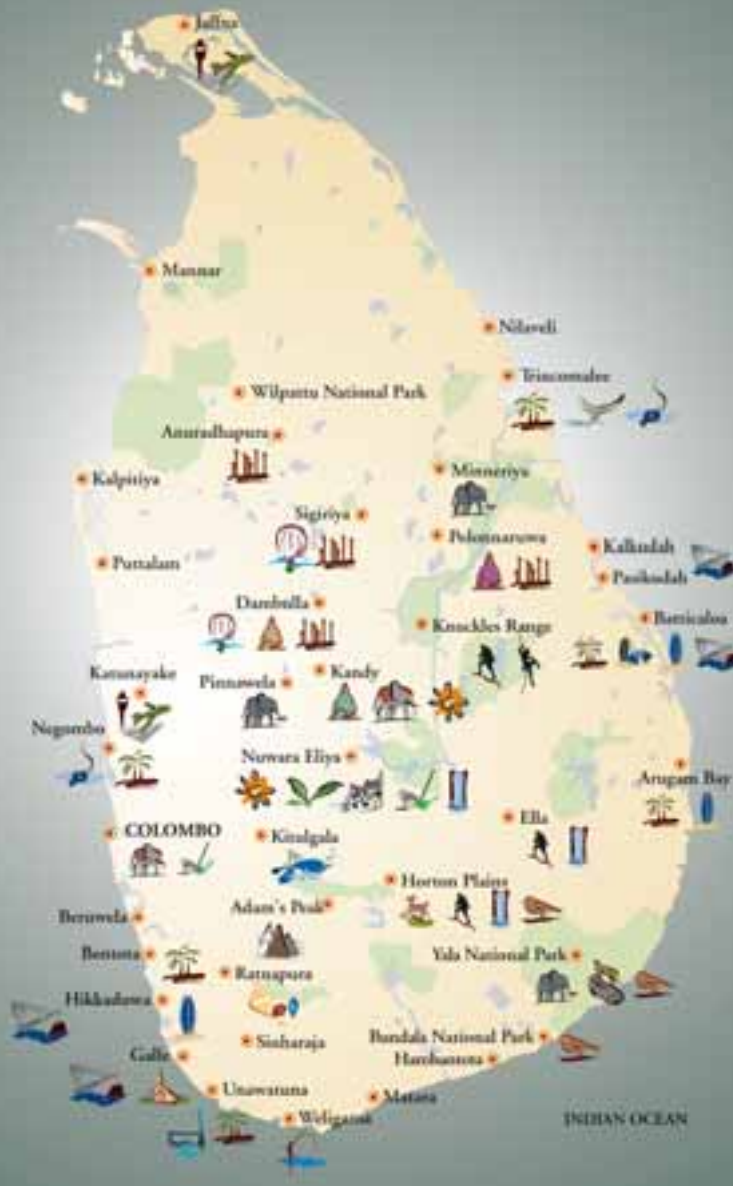 Jaffna
Mannar
Nilaveli
Trincomalee
Wilpattu National Park
Anuradhapura
Minneriya
Kalpitiya
Sigiriya
Polonnaruwa
Kalkudah
Puttalam
Pasikudah
Dambulla
Batticaloa
Knuckles Range
Katunayake
Pinnawela
Kandy
Negombo
Nuwara Eliya
Arugam Bay
Ella
COLOMBO
Kitulgala
Horton Plains
Beruwela
Adam's Peak
Bentota
Yala National Park
Ratnapura
Hikkaduwa
Bundala National Park
Sinharaja
Galle
Hambantota
Unawatuna
Matara
Weligama
INDIAN OCEAN